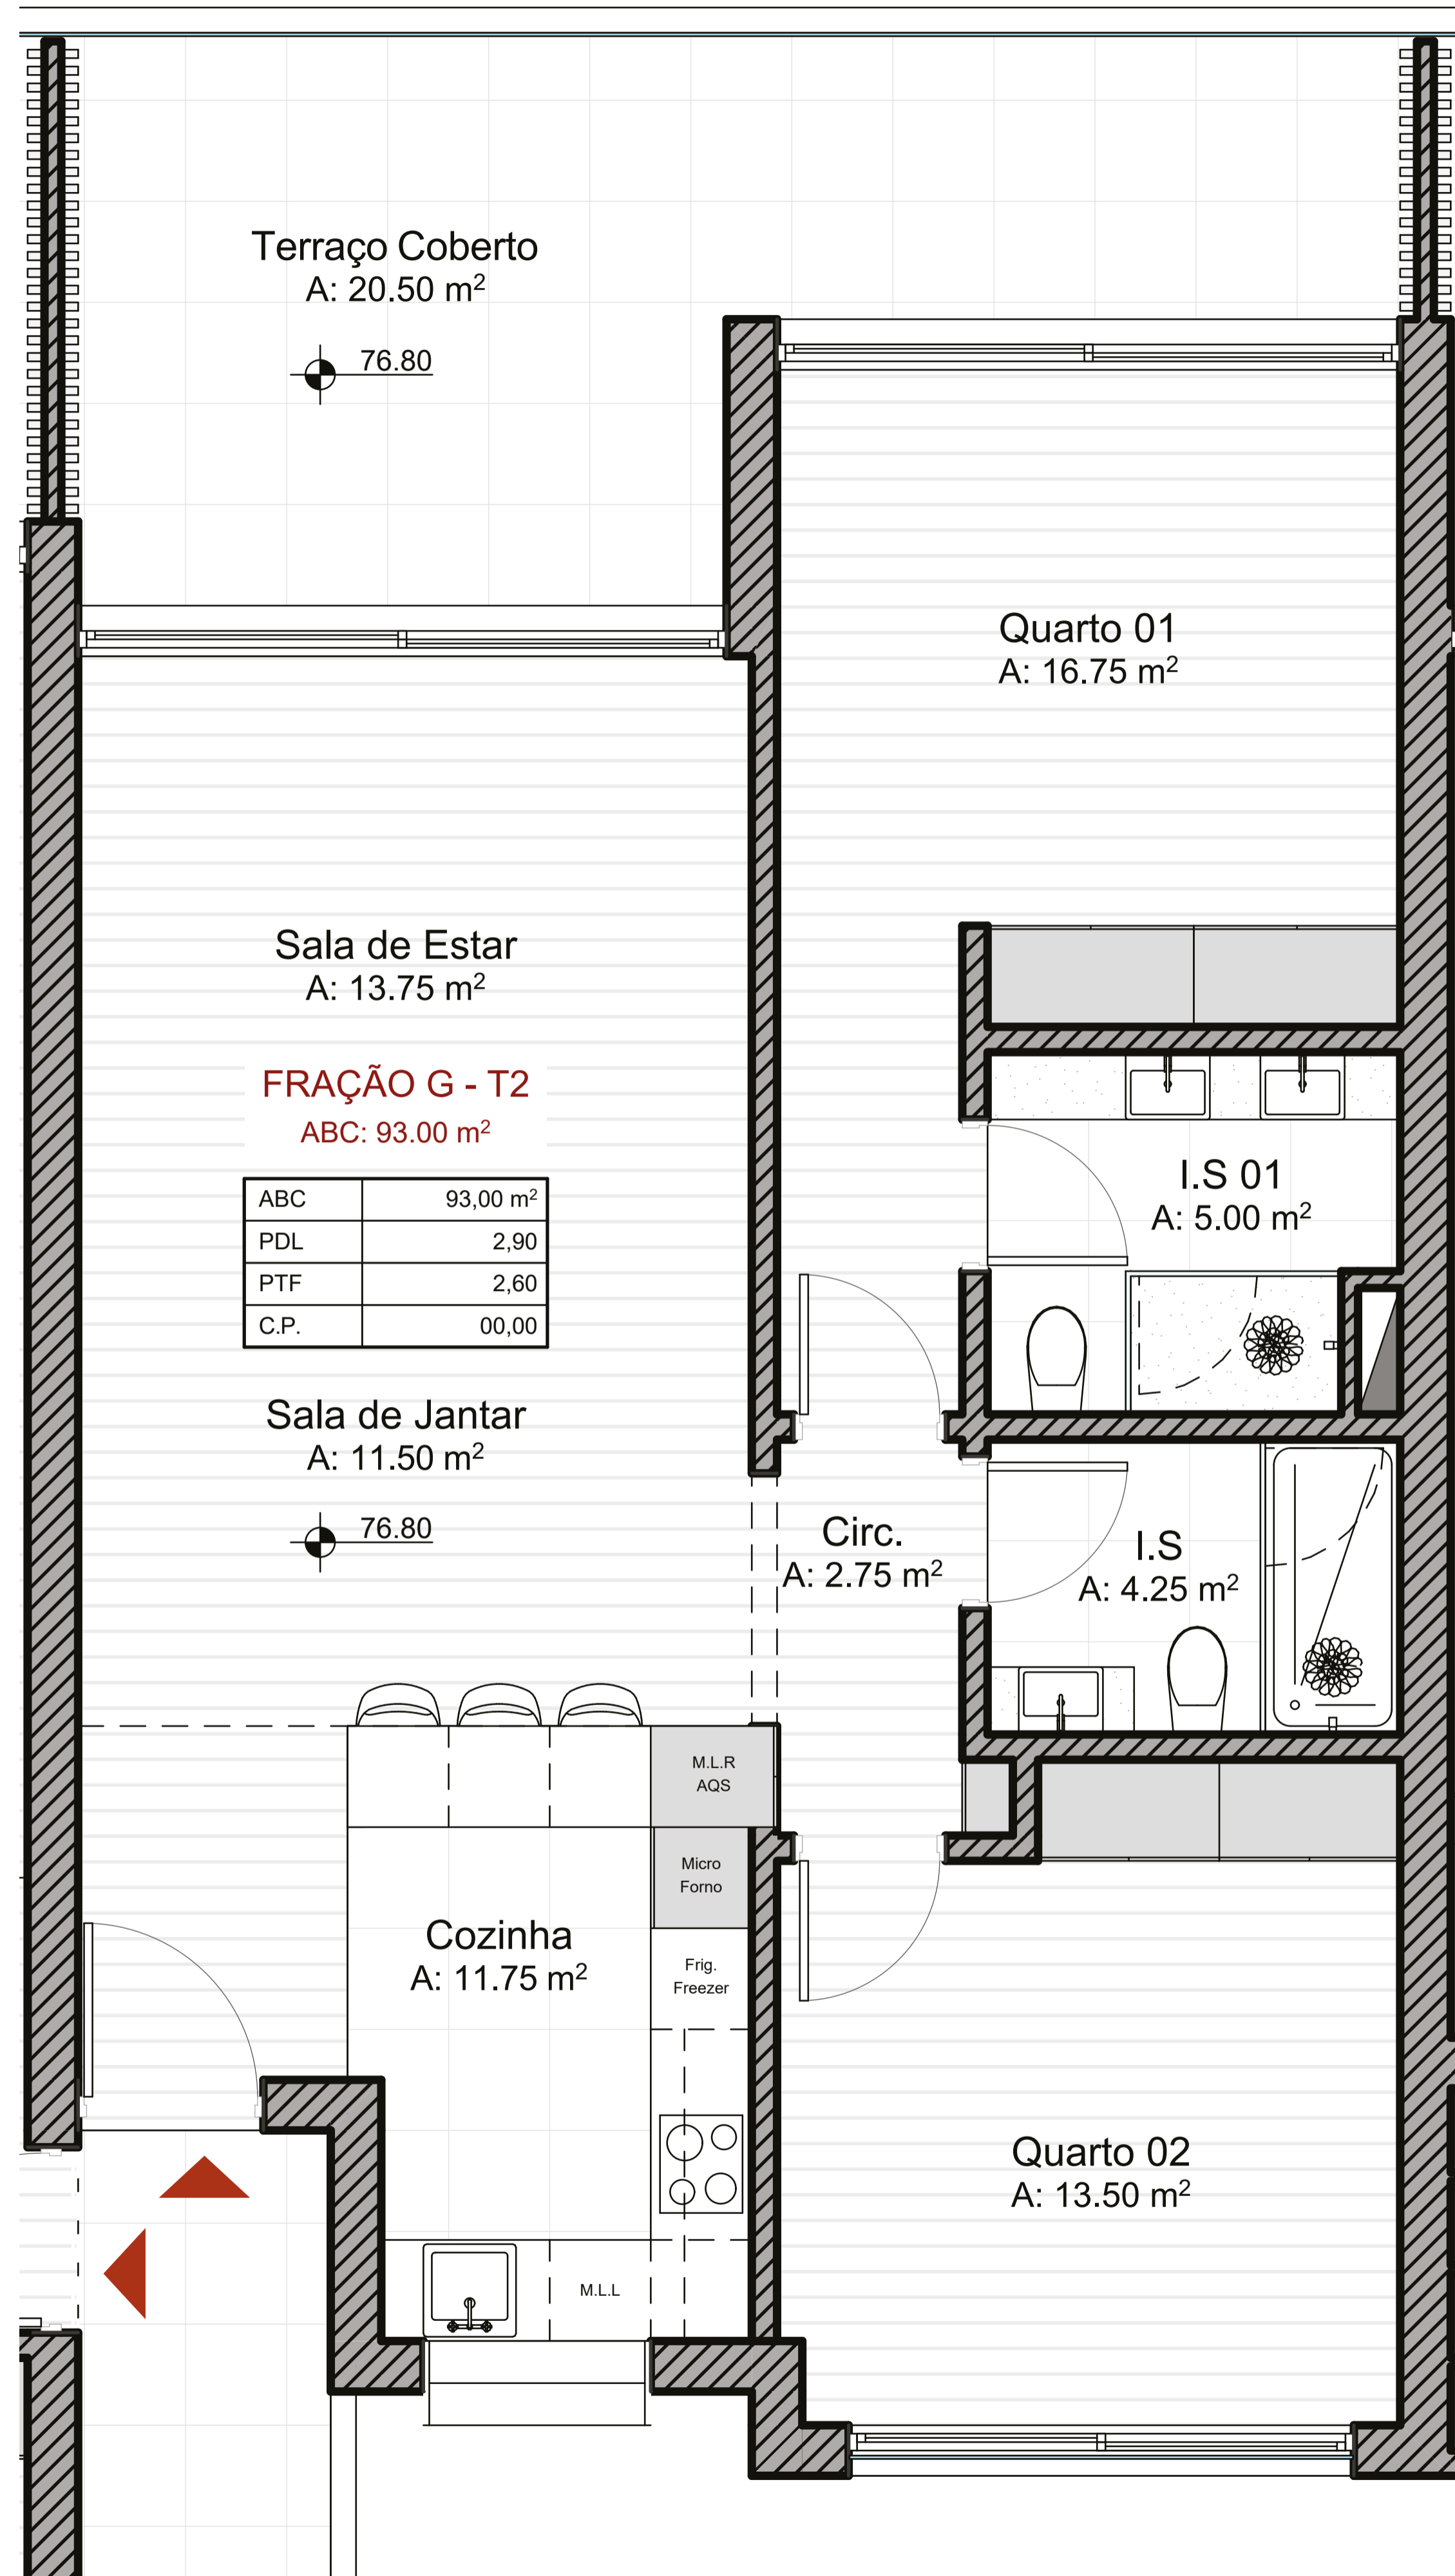 Terraço Coberto
A: 20.50 m²
76.80
Quarto 01
A: 16.75 m²
Sala de Estar
A: 13.75 m²
FRAÇÃO G - T2
ABC: 93.00 m²
ABC 93,00 m²
PDL 2,90
PTF 2,60
C.P. 00,00
I.S 01
A: 5.00 m²
Sala de Jantar
A: 11.50 m²
76.80
Circ.
A: 2.75 m²
I.S
A: 4.25 m²
M.L.R
AQS
Micro
Forno
Cozinha
A: 11.75 m²
Frig.
Freezer
Quarto 02
A: 13.50 m²
M.L.L